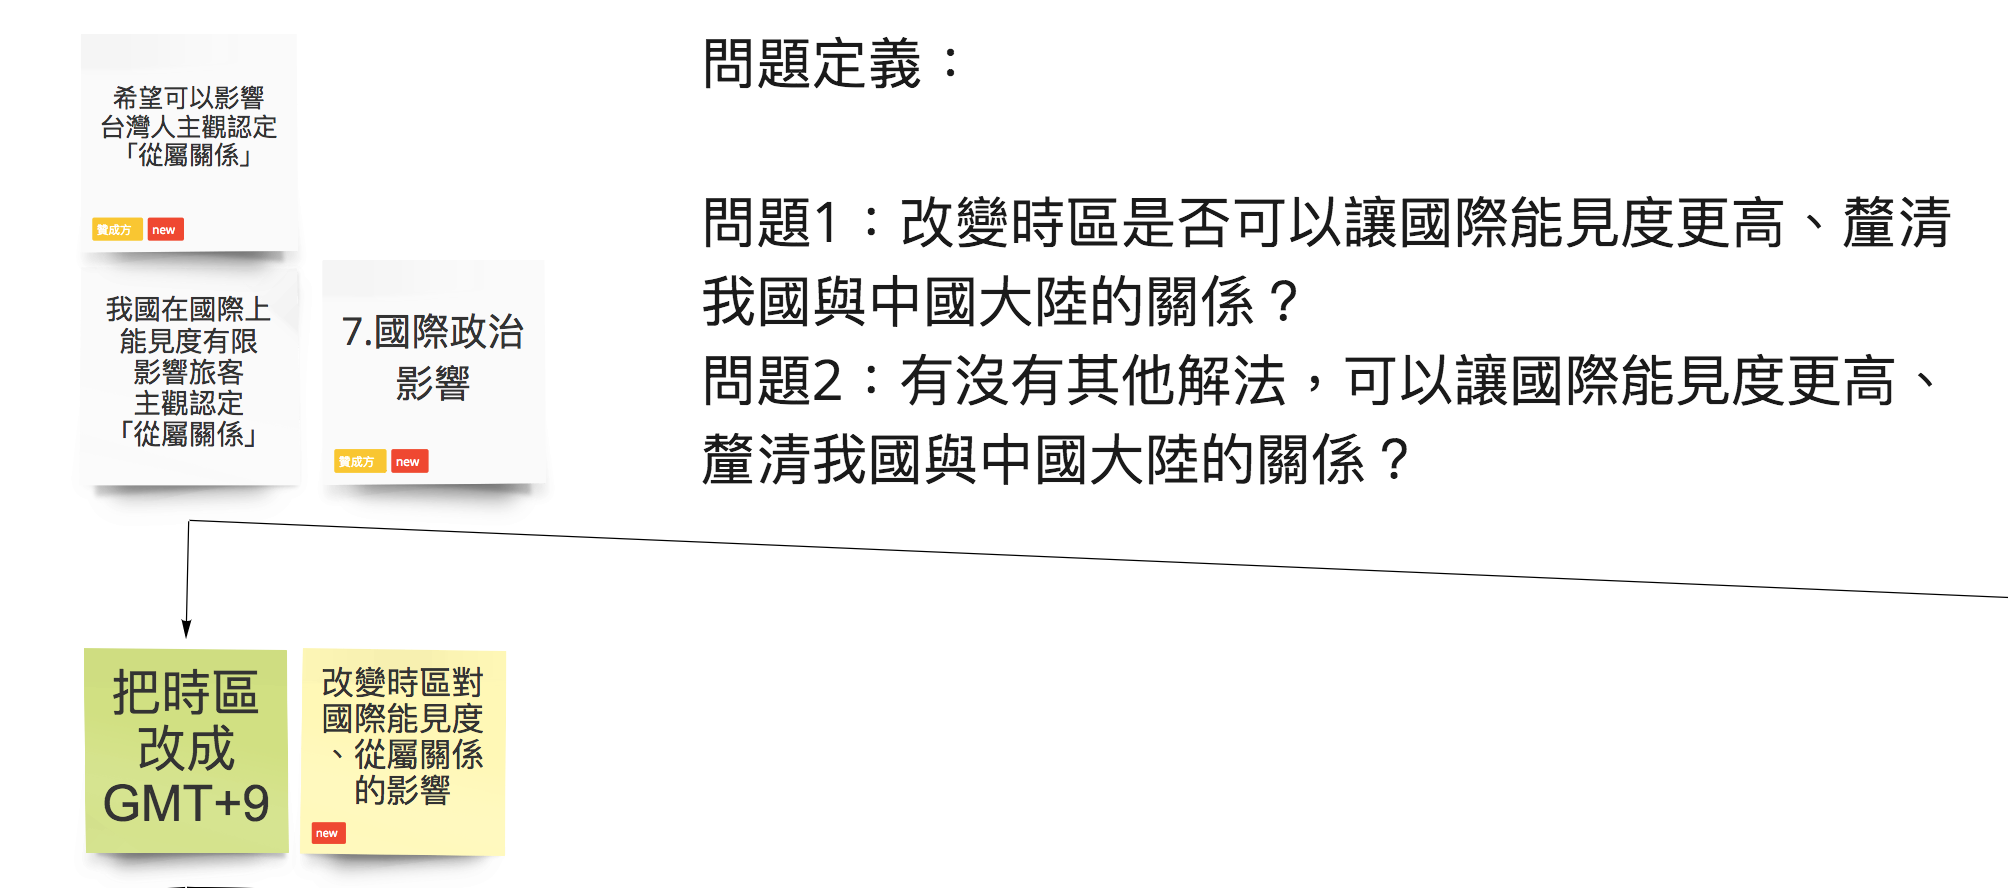 希望可以影響
台灣人主觀認定
「從屬關係」
贊成方 new
我國在國際上
能見度有限
影響旅客
主觀認定
「從屬關係」
7.國際政治
影響
贊成方 new
問題定義：
問題1：改變時區是否可以讓國際能見度更高、釐清
我國與中國大陸的關係？
問題2：有沒有其他解法，可以讓國際能見度更高、
釐清我國與中國大陸的關係？
把時區
改成
GMT+9
改變時區對
國際能見度
、從屬關係
的影響
new